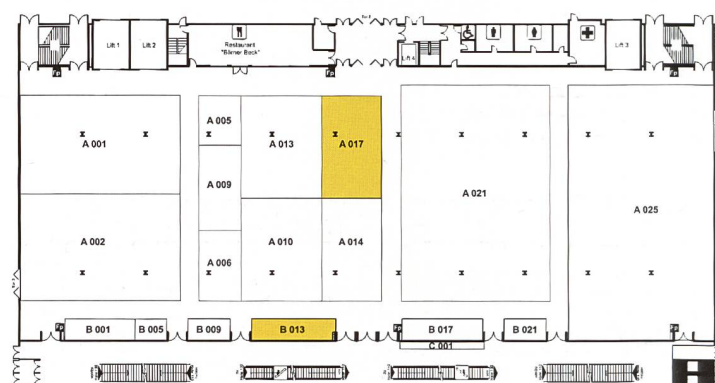 Lift 1
Lift 2
Restaurant
"Bärner Beck"
Lift 4
Lift 3
A 005
A 001
A 013
A 017
A 009
A 021
A 025
A 002
A 010
A 014
A 006
B 001
B 005
B 009
B 013
B 017
B 021
C 001